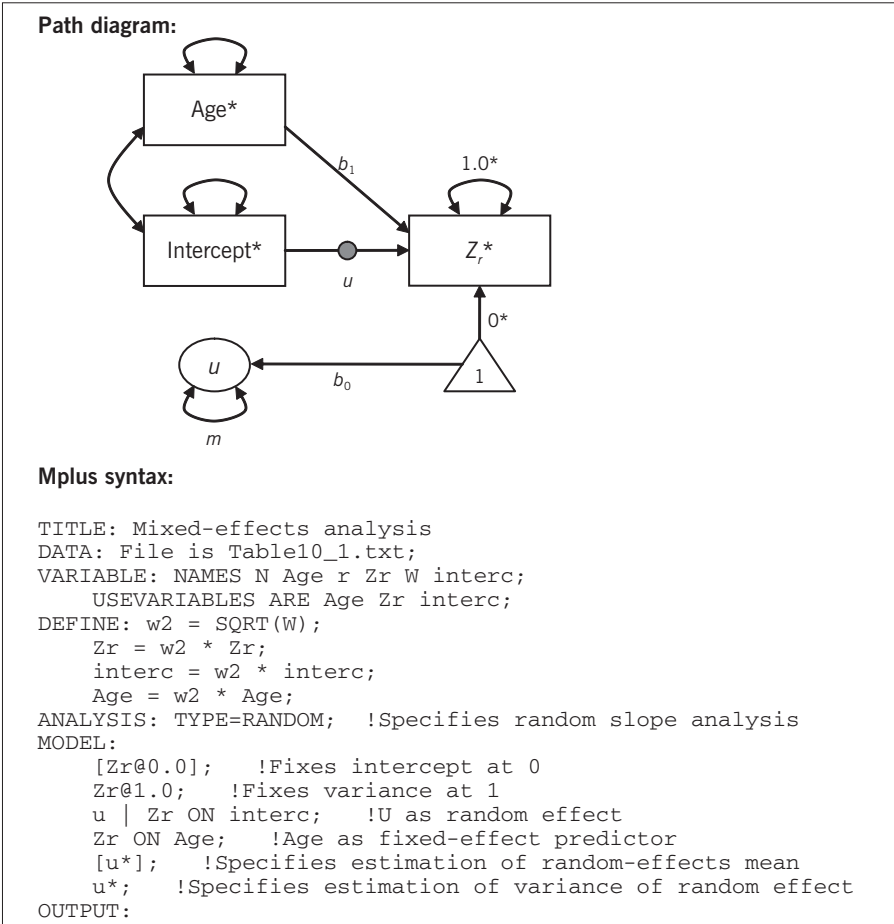 Path diagram:
Age*
b1
1.0*
Intercept*
u
Zr*
0*
u
b0
1
m
Mplus syntax:
TITLE: Mixed-effects analysis
DATA: File is Table10_1.txt;
VARIABLE: NAMES N Age r Zr W interc;
USEVARIABLES ARE Age Zr interc;
DEFINE: w2 = SQRT(W);
Zr = w2 * Zr;
interc = w2 * interc;
Age = w2 * Age;
ANALYSIS: TYPE=RANDOM; !Specifies random slope analysis
MODEL:
[Zr@0.0]; !Fixes intercept at 0
Zr@1.0; !Fixes variance at 1
u | Zr ON interc; !U as random effect
Zr ON Age; !Age as fixed-effect predictor
[u*]; !Specifies estimation of random-effects mean
u*; !Specifies estimation of variance of random effect
OUTPUT: